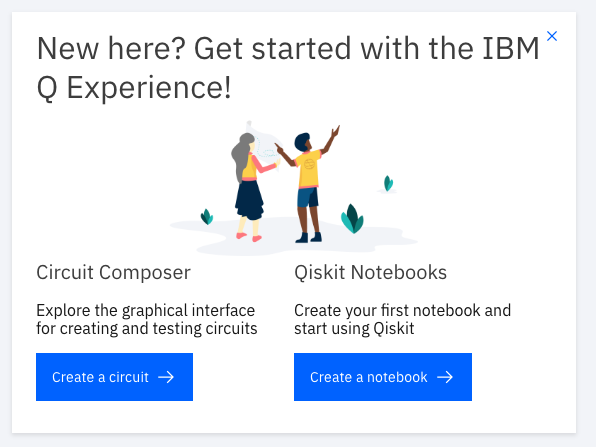 New here? Get started with the IBM
Q Experience!
Circuit Composer
Qiskit Notebooks
Explore the graphical interface
for creating and testing circuits
Create your first notebook and
start using Qiskit
Create a circuit →
Create a notebook →